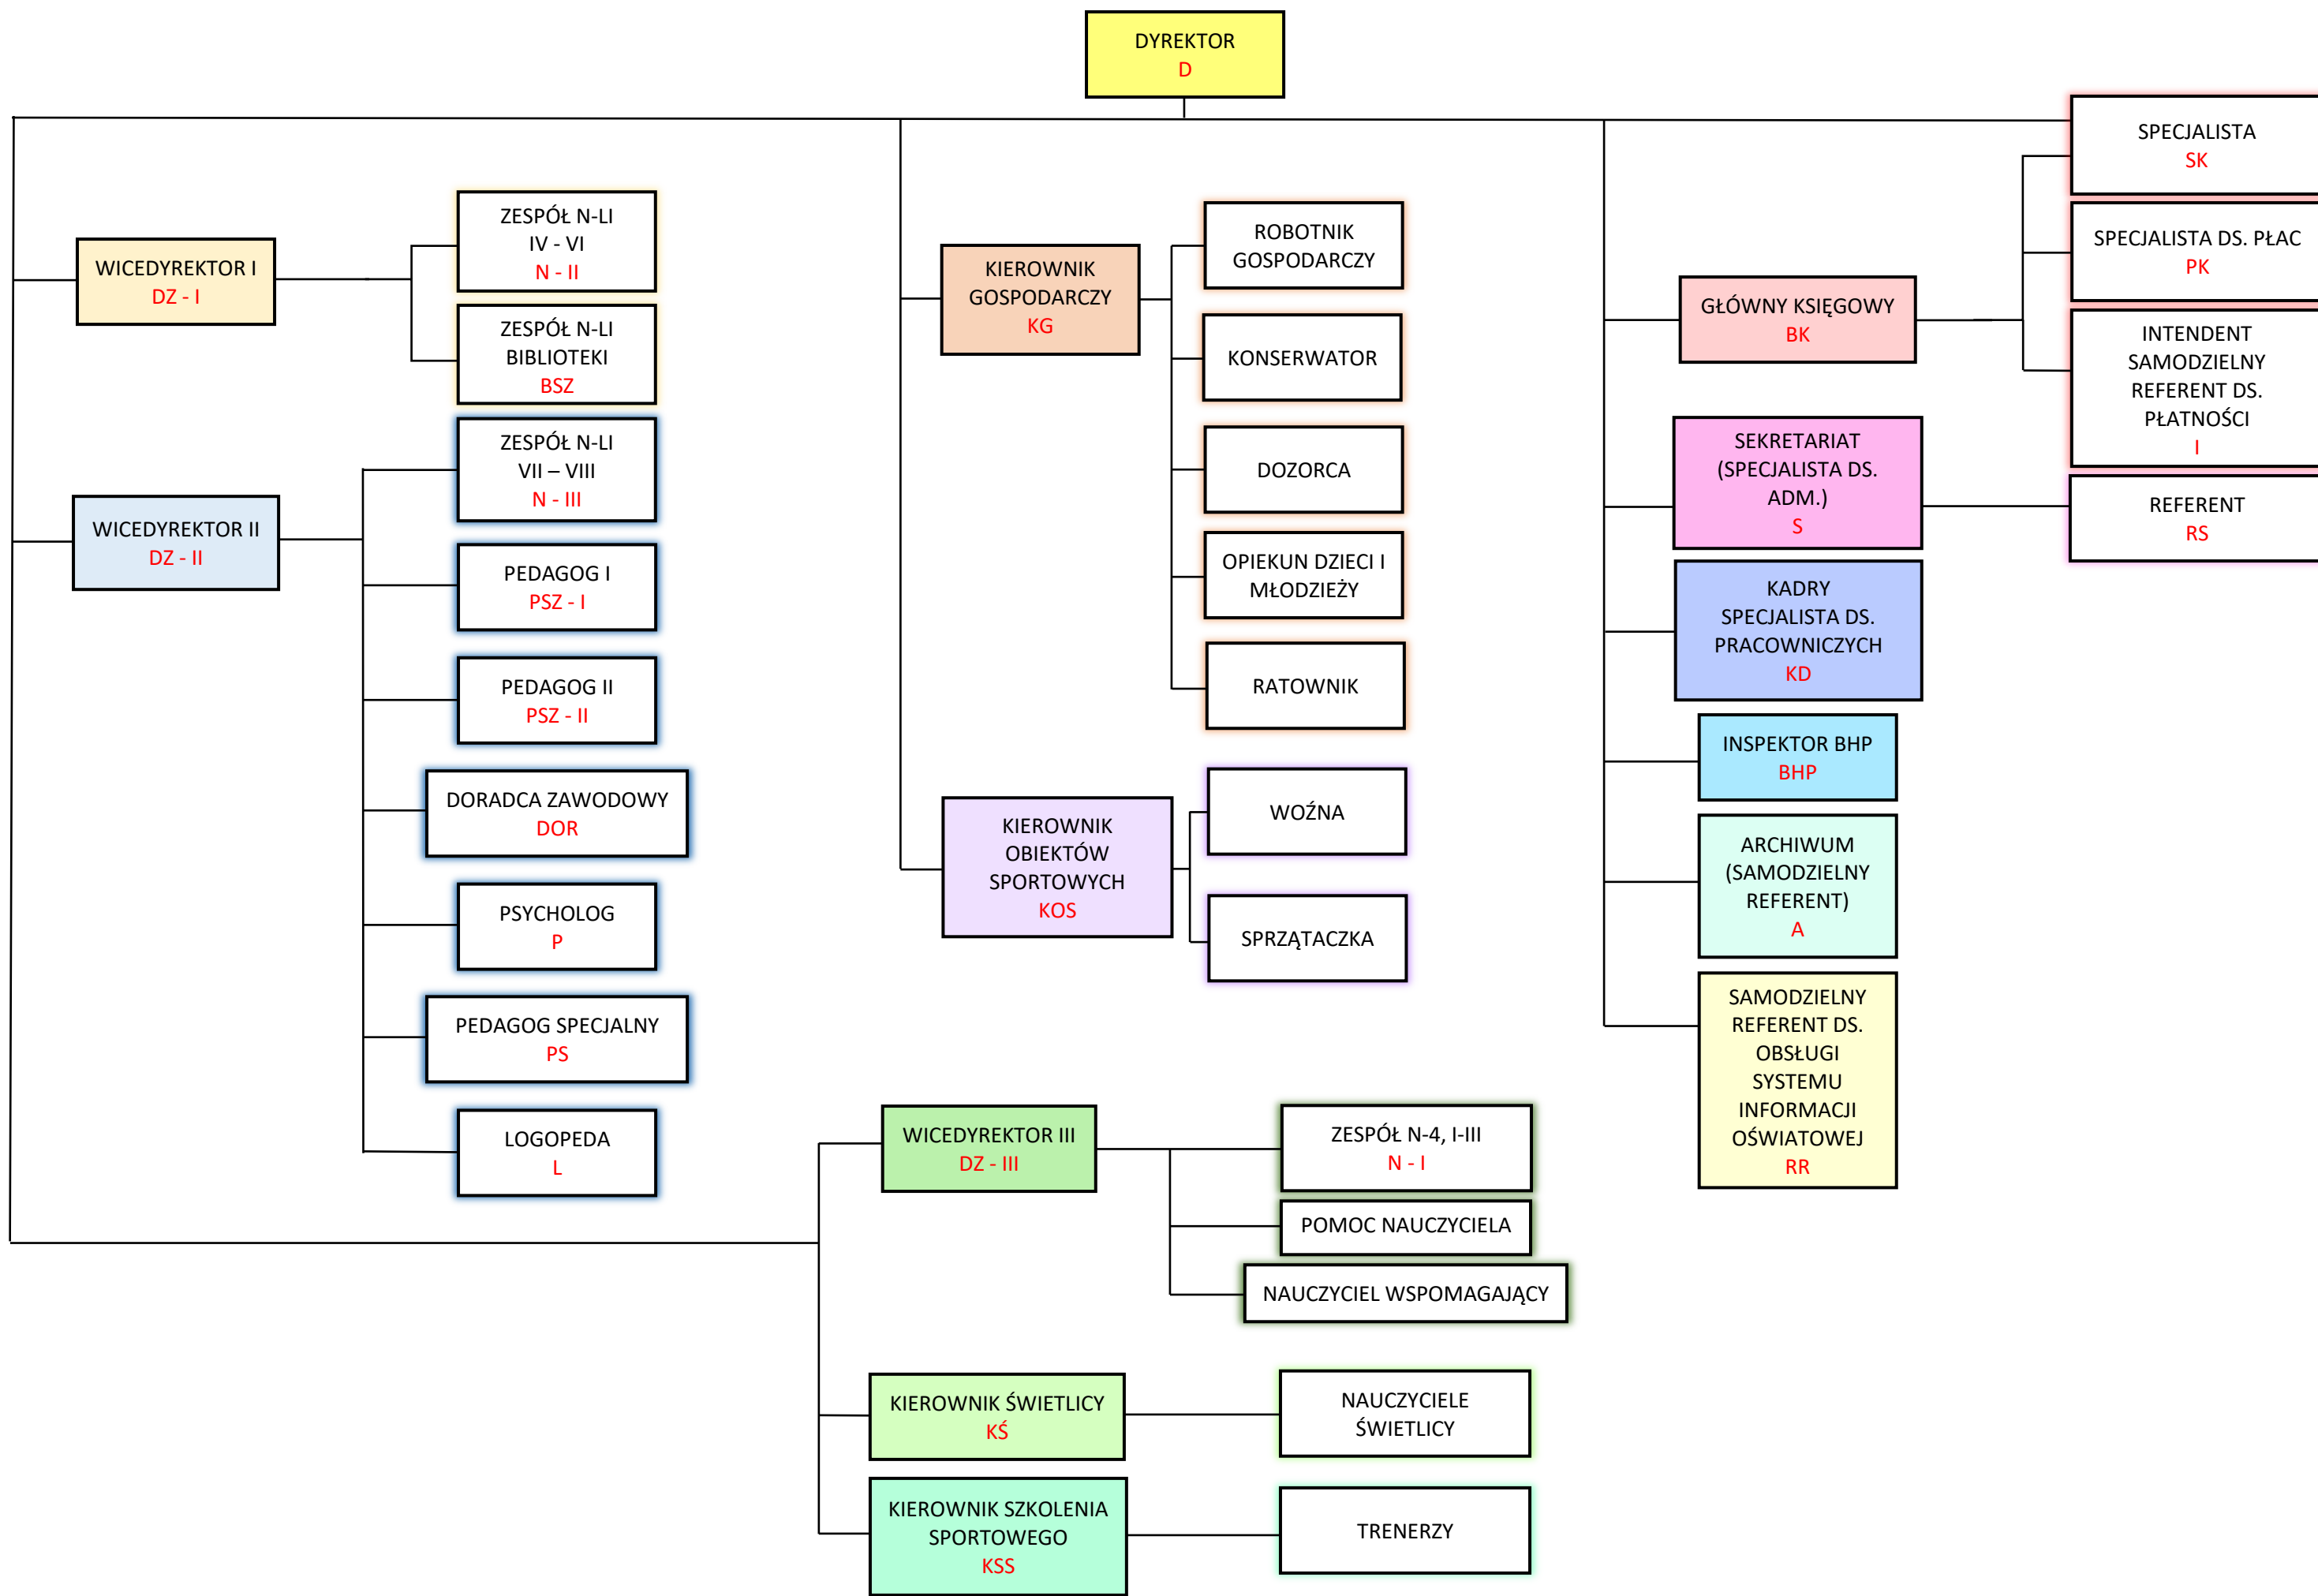 DYREKTOR
D
WICEDYREKTOR I
DZ - I
ZESPÓŁ N-LI
IV - VI
N - II
ZESPÓŁ N-LI
BIBLIOTEKI
BSZ
WICEDYREKTOR II
DZ - II
ZESPÓŁ N-LI
VII – VIII
N - III
PEDAGOG I
PSZ - I
PEDAGOG II
PSZ - II
DORADCA ZAWODOWY
DOR
PSYCHOLOG
P
PEDAGOG SPECJALNY
PS
LOGOPEDA
L
KIEROWNIK
GOSPODARCZY
KG
ROBOTNIK
GOSPODARCZY
KONSERWATOR
DOZORCA
OPIEKUN DZIECI I
MŁODZIEŻY
RATOWNIK
KIEROWNIK
OBIEKTÓW
SPORTOWYCH
KOS
WOŹNA
SPRZĄTACZKA
GŁÓWNY KSIĘGOWY
BK
SPECJALISTA
SK
SPECJALISTA DS. PŁAC
PK
INTENDENT
SAMODZIELNY
REFERENT DS.
PŁATNOŚCI
I
SEKRETARIAT
(SPECJALISTA DS.
ADM.)
S
REFERENT
RS
KADRY
SPECJALISTA DS.
PRACOWNICZYCH
KD
INSPEKTOR BHP
BHP
ARCHIWUM
(SAMODZIELNY
REFERENT)
A
SAMODZIELNY
REFERENT DS.
OBSŁUGI
SYSTEMU
INFORMACJI
OŚWIATOWEJ
RR
WICEDYREKTOR III
DZ - III
ZESPÓŁ N-4, I-III
N - I
POMOC NAUCZYCIELA
NAUCZYCIEL WSPOMAGAJĄCY
KIEROWNIK ŚWIETLICY
KŚ
NAUCZYCIELE
ŚWIETLICY
KIEROWNIK SZKOLENIA
SPORTOWEGO
KSS
TRENERZY